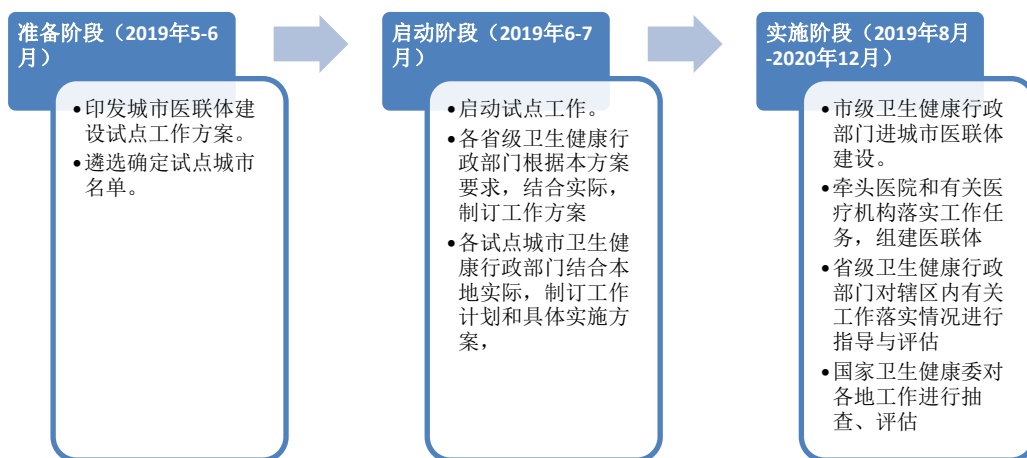 准备阶段（2019年5-6
月）
•印发城市医联体建
设试点工作方案。
•遴选确定试点城市
名单。
启动阶段（2019年6-7
月）
•启动试点工作。
•各省级卫生健康行
政部门根据本方案
要求，结合实际，
制订工作方案
•各试点城市卫生健
康行政部门结合本
地实际，制订工作
计划和具体实施方
案，
实施阶段（2019年8月
-2020年12月）
•市级卫生健康行政
部门进城市医联体
建设。
•牵头医院和有关医
疗机构落实工作任
务，组建医联体
•省级卫生健康行政
部门对辖区内有关
工作落实情况进行
指导与评估
•国家卫生健康委对
各地工作进行抽
查、评估